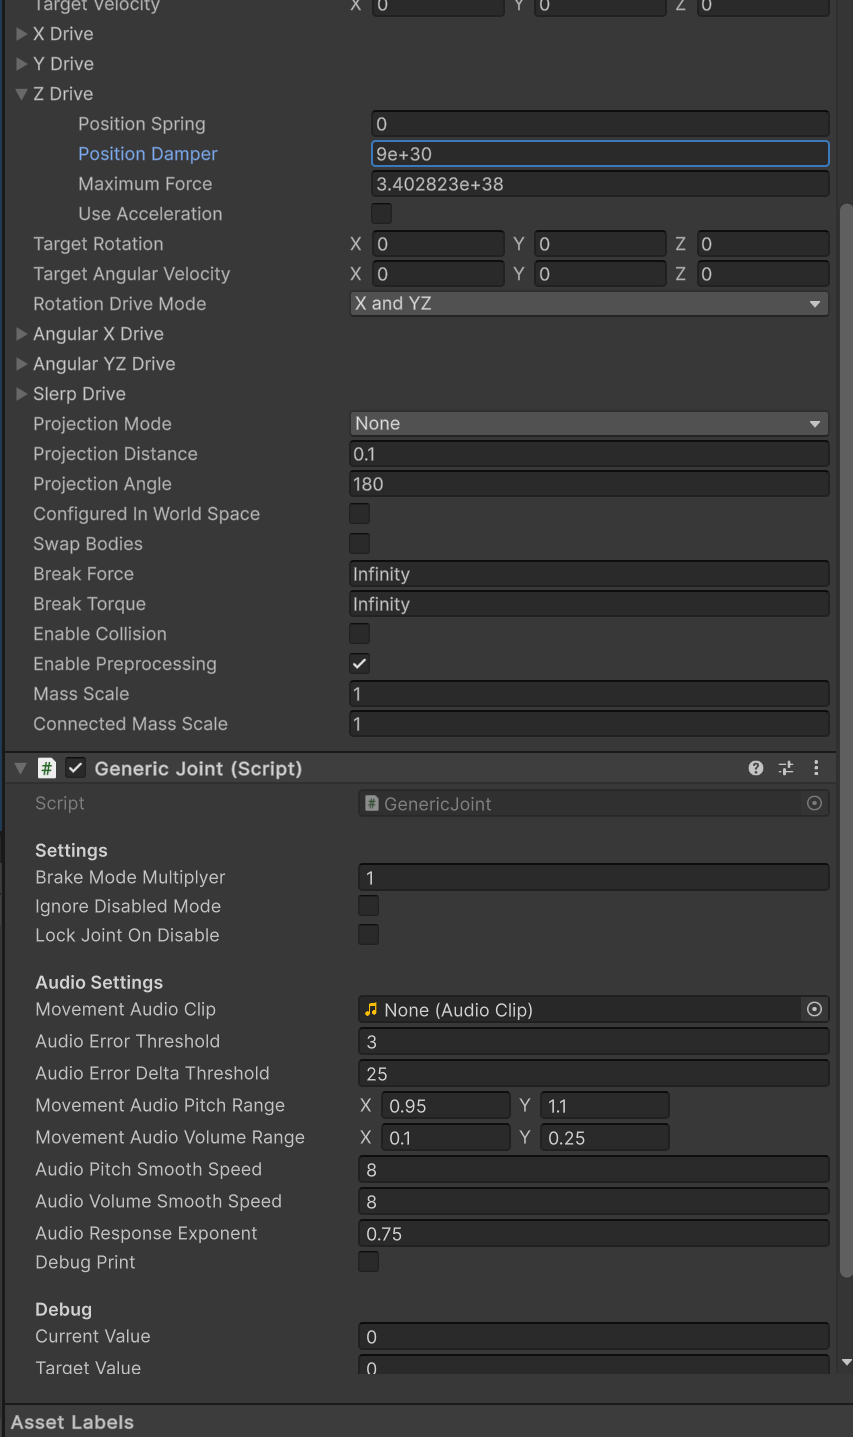 Target Velocity X 0 Y 0 Z 0
X Drive
Y Drive
Z Drive
Position Spring 0
Position Damper 9e+30
Maximum Force 3.402823e+38
Use Acceleration
Target Rotation X 0 Y 0 Z 0
Target Angular Velocity X 0 Y 0 Z 0
Rotation Drive Mode X and YZ
Angular X Drive
Angular YZ Drive
Slerp Drive
Projection Mode None
Projection Distance 0.1
Projection Angle 180
Configured In World Space
Swap Bodies
Break Force Infinity
Break Torque Infinity
Enable Collision
Enable Preprocessing
Mass Scale 1
Connected Mass Scale 1
# Generic Joint (Script)
Script # GenericJoint
Settings
Brake Mode Multiplyer 1
Ignore Disabled Mode
Lock Joint On Disable
Audio Settings
Movement Audio Clip None (Audio Clip)
Audio Error Threshold 3
Audio Error Delta Threshold 25
Movement Audio Pitch Range X 0.95 Y 1.1
Movement Audio Volume Range X 0.1 Y 0.25
Audio Pitch Smooth Speed 8
Audio Volume Smooth Speed 8
Audio Response Exponent 0.75
Debug Print
Debug
Current Value 0
Target Value 0
Asset Labels